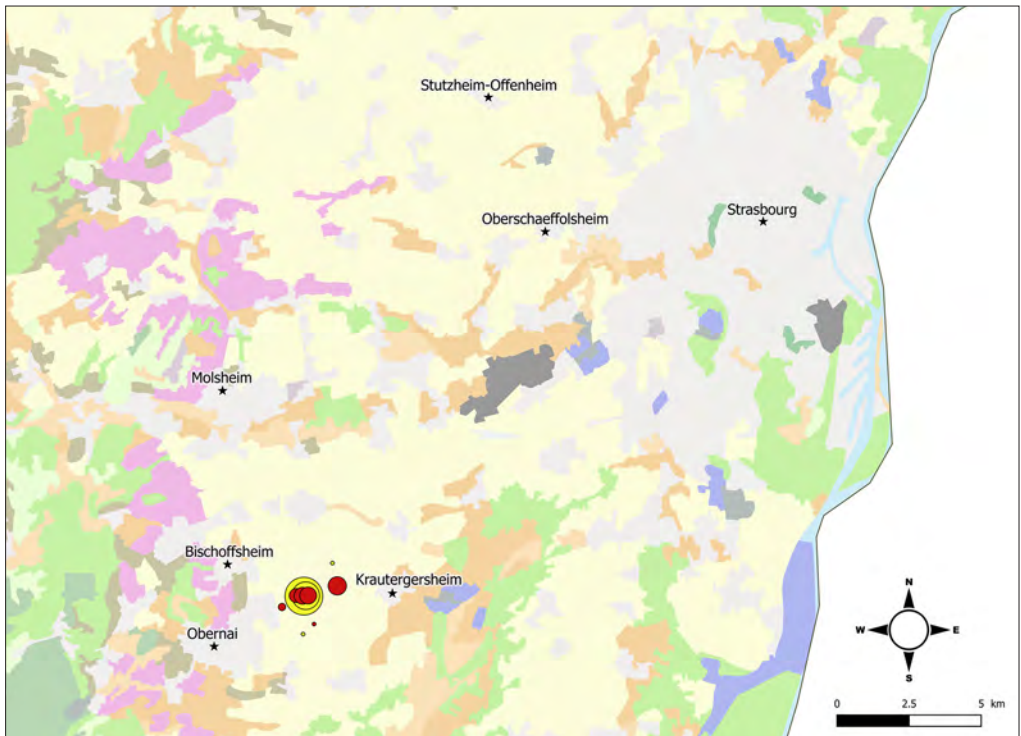 Stutzheim-Offenheim
Strasbourg
Oberschaeffolsheim
Molsheim
Bischoffsheim
Krautergersheim
Obernai
N
W
E
S
0 2.5 5 km